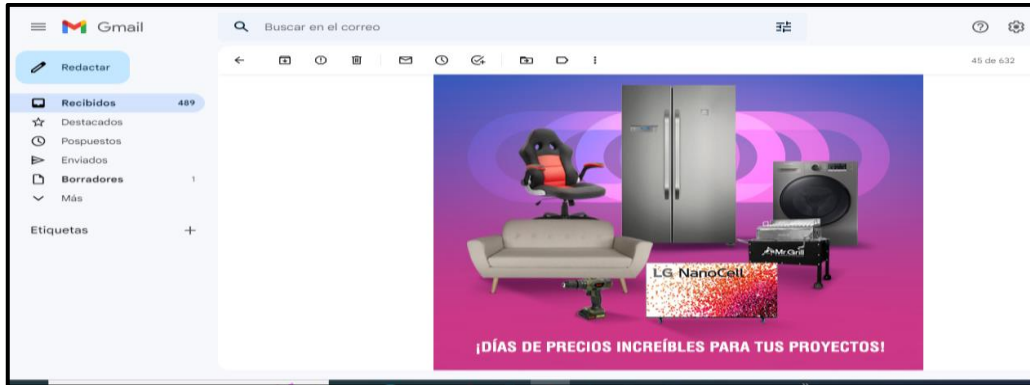 Gmail
Buscar en el correo
Redactar
45 de 632
Recibidos 489
Destacados
Pospuestos
Enviados
Borradores 1
Más
Etiquetas
Mr Grill
LG NanoCell
¡DÍAS DE PRECIOS INCREÍBLES PARA TUS PROYECTOS!